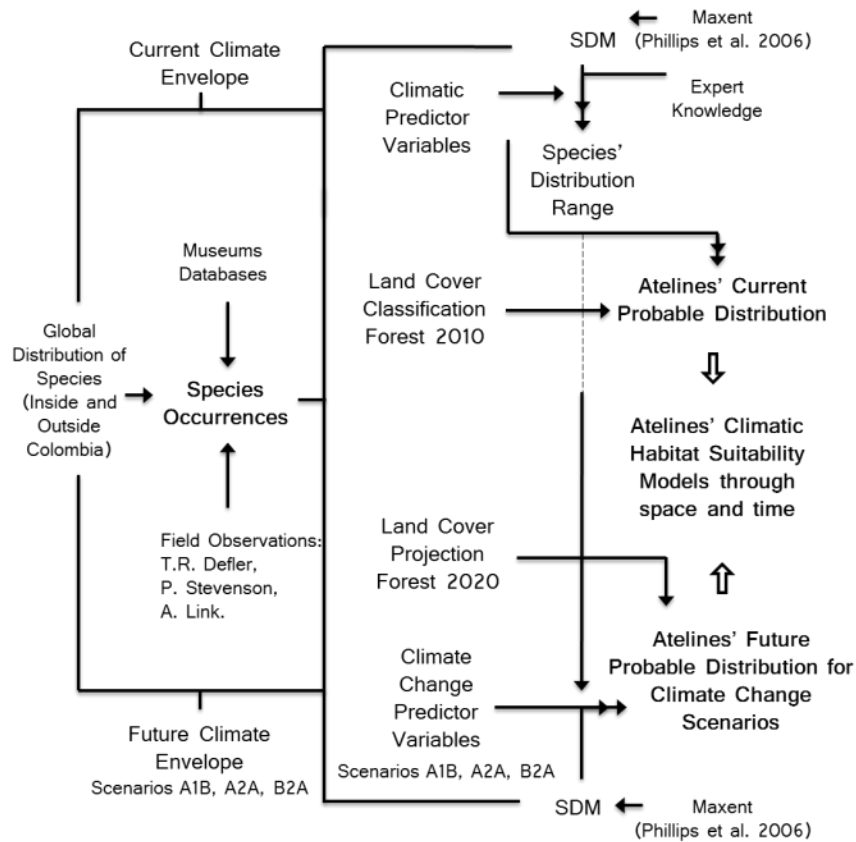 Current Climate
Envelope
SDM
Maxent
(Phillips et al. 2006)
Climatic
Predictor
Variables
Expert
Knowledge
Species'
Distribution
Range
Museums
Databases
Land Cover
Classification
Forest 2010
Atelines' Current
Probable Distribution
Global
Distribution of
Species
(Inside and
Outside
Colombia)
Species
Occurrences
Atelines' Climatic
Habitat Suitability
Models through
space and time
Field Observations:
T.R. Defler,
P. Stevenson,
A. Link.
Land Cover
Projection
Forest 2020
Atelines' Future
Probable Distribution for
Climate Change
Scenarios
Climate
Change
Predictor
Variables
Scenarios A1B, A2A, B2A
Future Climate
Envelope
Scenarios A1B, A2A, B2A
SDM
Maxent
(Phillips et al. 2006)